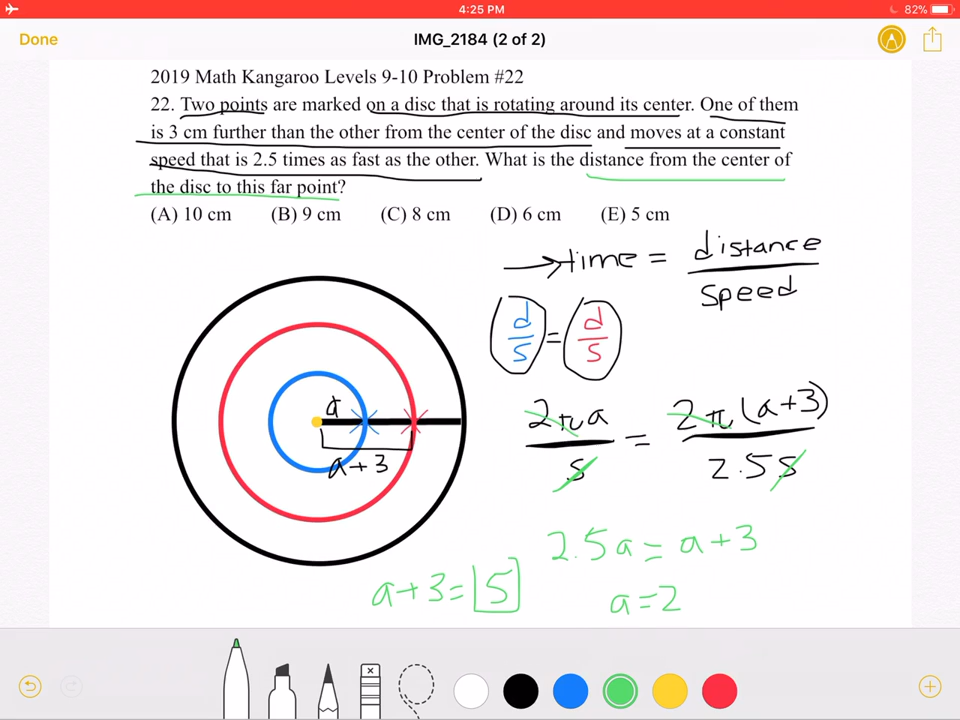 4:25 PM
82%
Done
IMG_2184 (2 of 2)
2019 Math Kangaroo Levels 9-10 Problem #22
22. Two points are marked on a disc that is rotating around its center. One of them
is 3 cm further than the other from the center of the disc and moves at a constant
speed that is 2.5 times as fast as the other. What is the distance from the center of
the disc to this far point?
(A) 10 cm (B) 9 cm (C) 8 cm (D) 6 cm (E) 5 cm
→ time = distance / speed
d/s = d/s
a
a+3
2πa / s = 2π(a+3) / 2.5s
2.5a = a+3
a=2
a+3=5